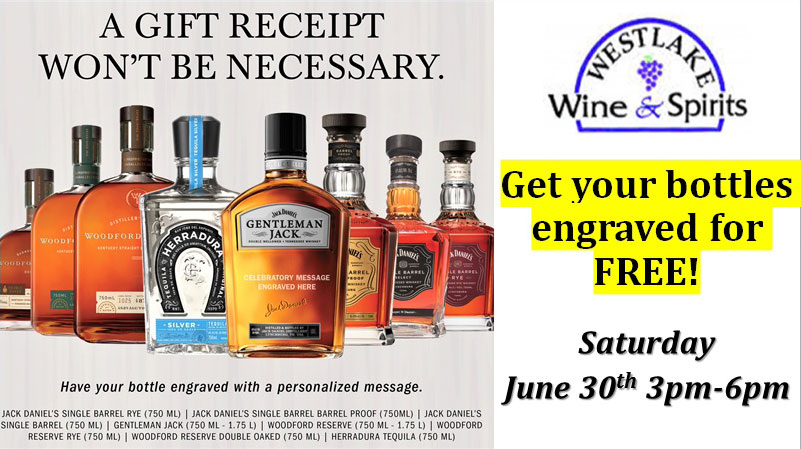 A GIFT RECEIPT
WON'T BE NECESSARY.
WESTLAKE
Wine & Spirits
Get your bottles
engraved for
FREE!
Saturday
June 30th 3pm-6pm
WOODFORD
HERRADURA
SILVER
JACK DANIEL'S
GENTLEMAN
JACK
CELEBRATORY MESSAGE
ENGRAVED HERE
Jack Daniel
Have your bottle engraved with a personalized message.
JACK DANIEL'S SINGLE BARREL RYE (750 ML) | JACK DANIEL'S SINGLE BARREL BARREL PROOF (750ML) | JACK DANIEL'S
SINGLE BARREL (750 ML) | GENTLEMAN JACK (750 ML - 1.75 L) | WOODFORD RESERVE (750 ML - 1.75 L) | WOODFORD
RESERVE RYE (750 ML) | WOODFORD RESERVE DOUBLE OAKED (750 ML) | HERRADURA TEQUILA (750 ML)